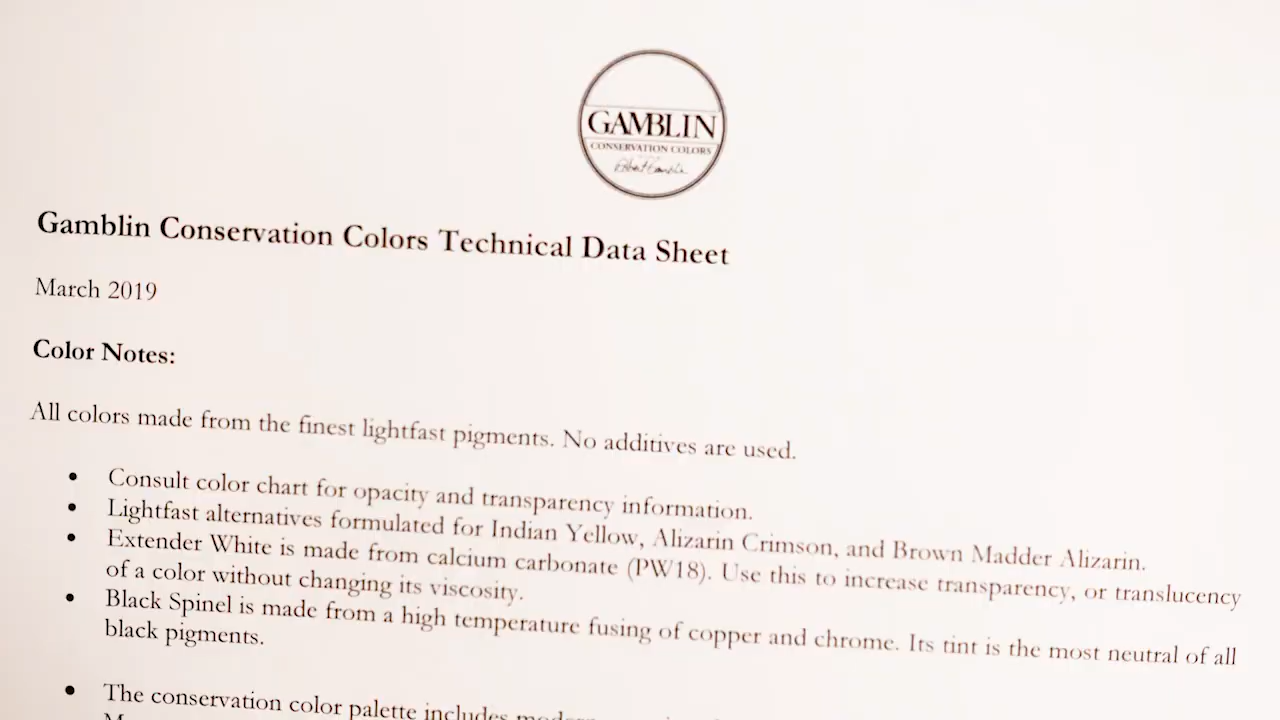 GAMBLIN
CONSERVATION COLORS
Gamblin Conservation Colors Technical Data Sheet
March 2019
Color Notes:
All colors made from the finest lightfast pigments. No additives are used.
• Consult color chart for opacity and transparency information.
• Lightfast alternatives formulated for Indian Yellow, Alizarin Crimson, and Brown Madder Alizarin.
• Extender White is made from calcium carbonate (PW18). Use this to increase transparency, or translucency
of a color without changing its viscosity.
• Black Spinel is made from a high temperature fusing of copper and chrome. Its tint is the most neutral of all
black pigments.
• The conservation color palette includes